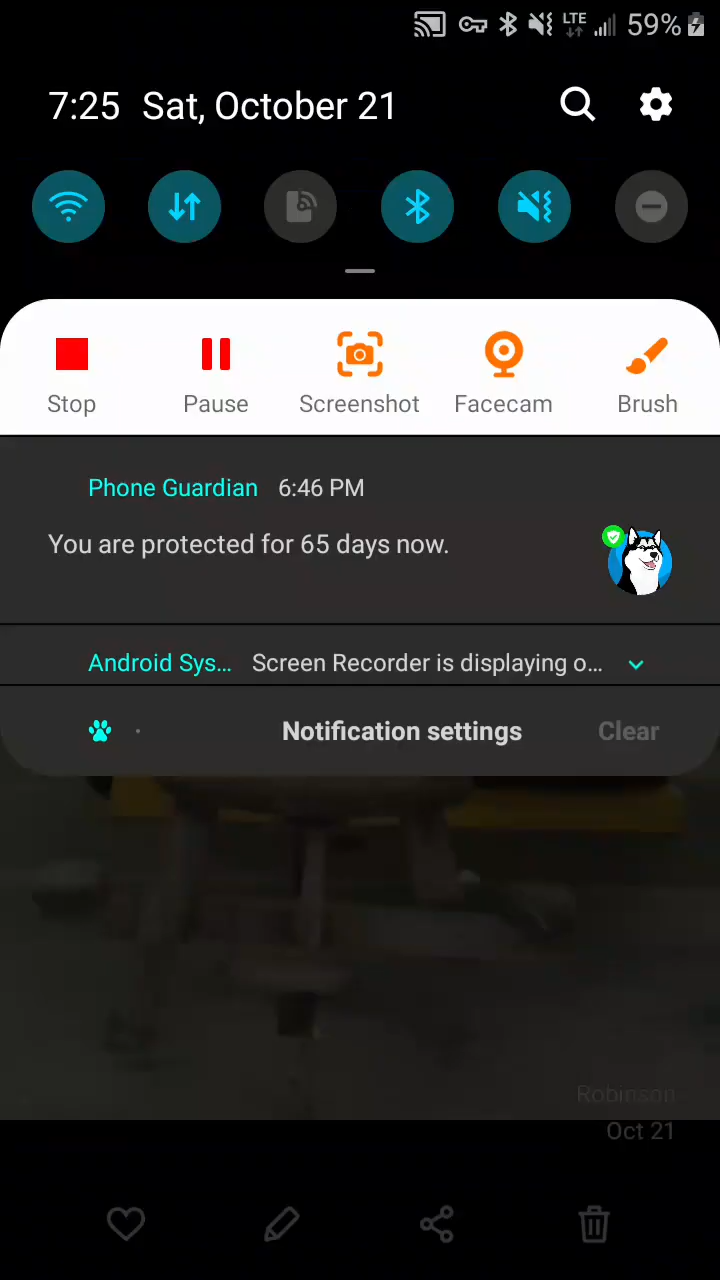 LTE 59%
7:25 Sat, October 21
Stop Pause Screenshot Facecam Brush
Phone Guardian 6:46 PM
You are protected for 65 days now.
Android Sys... Screen Recorder is displaying o...
Notification settings Clear
Robinson
Oct 21